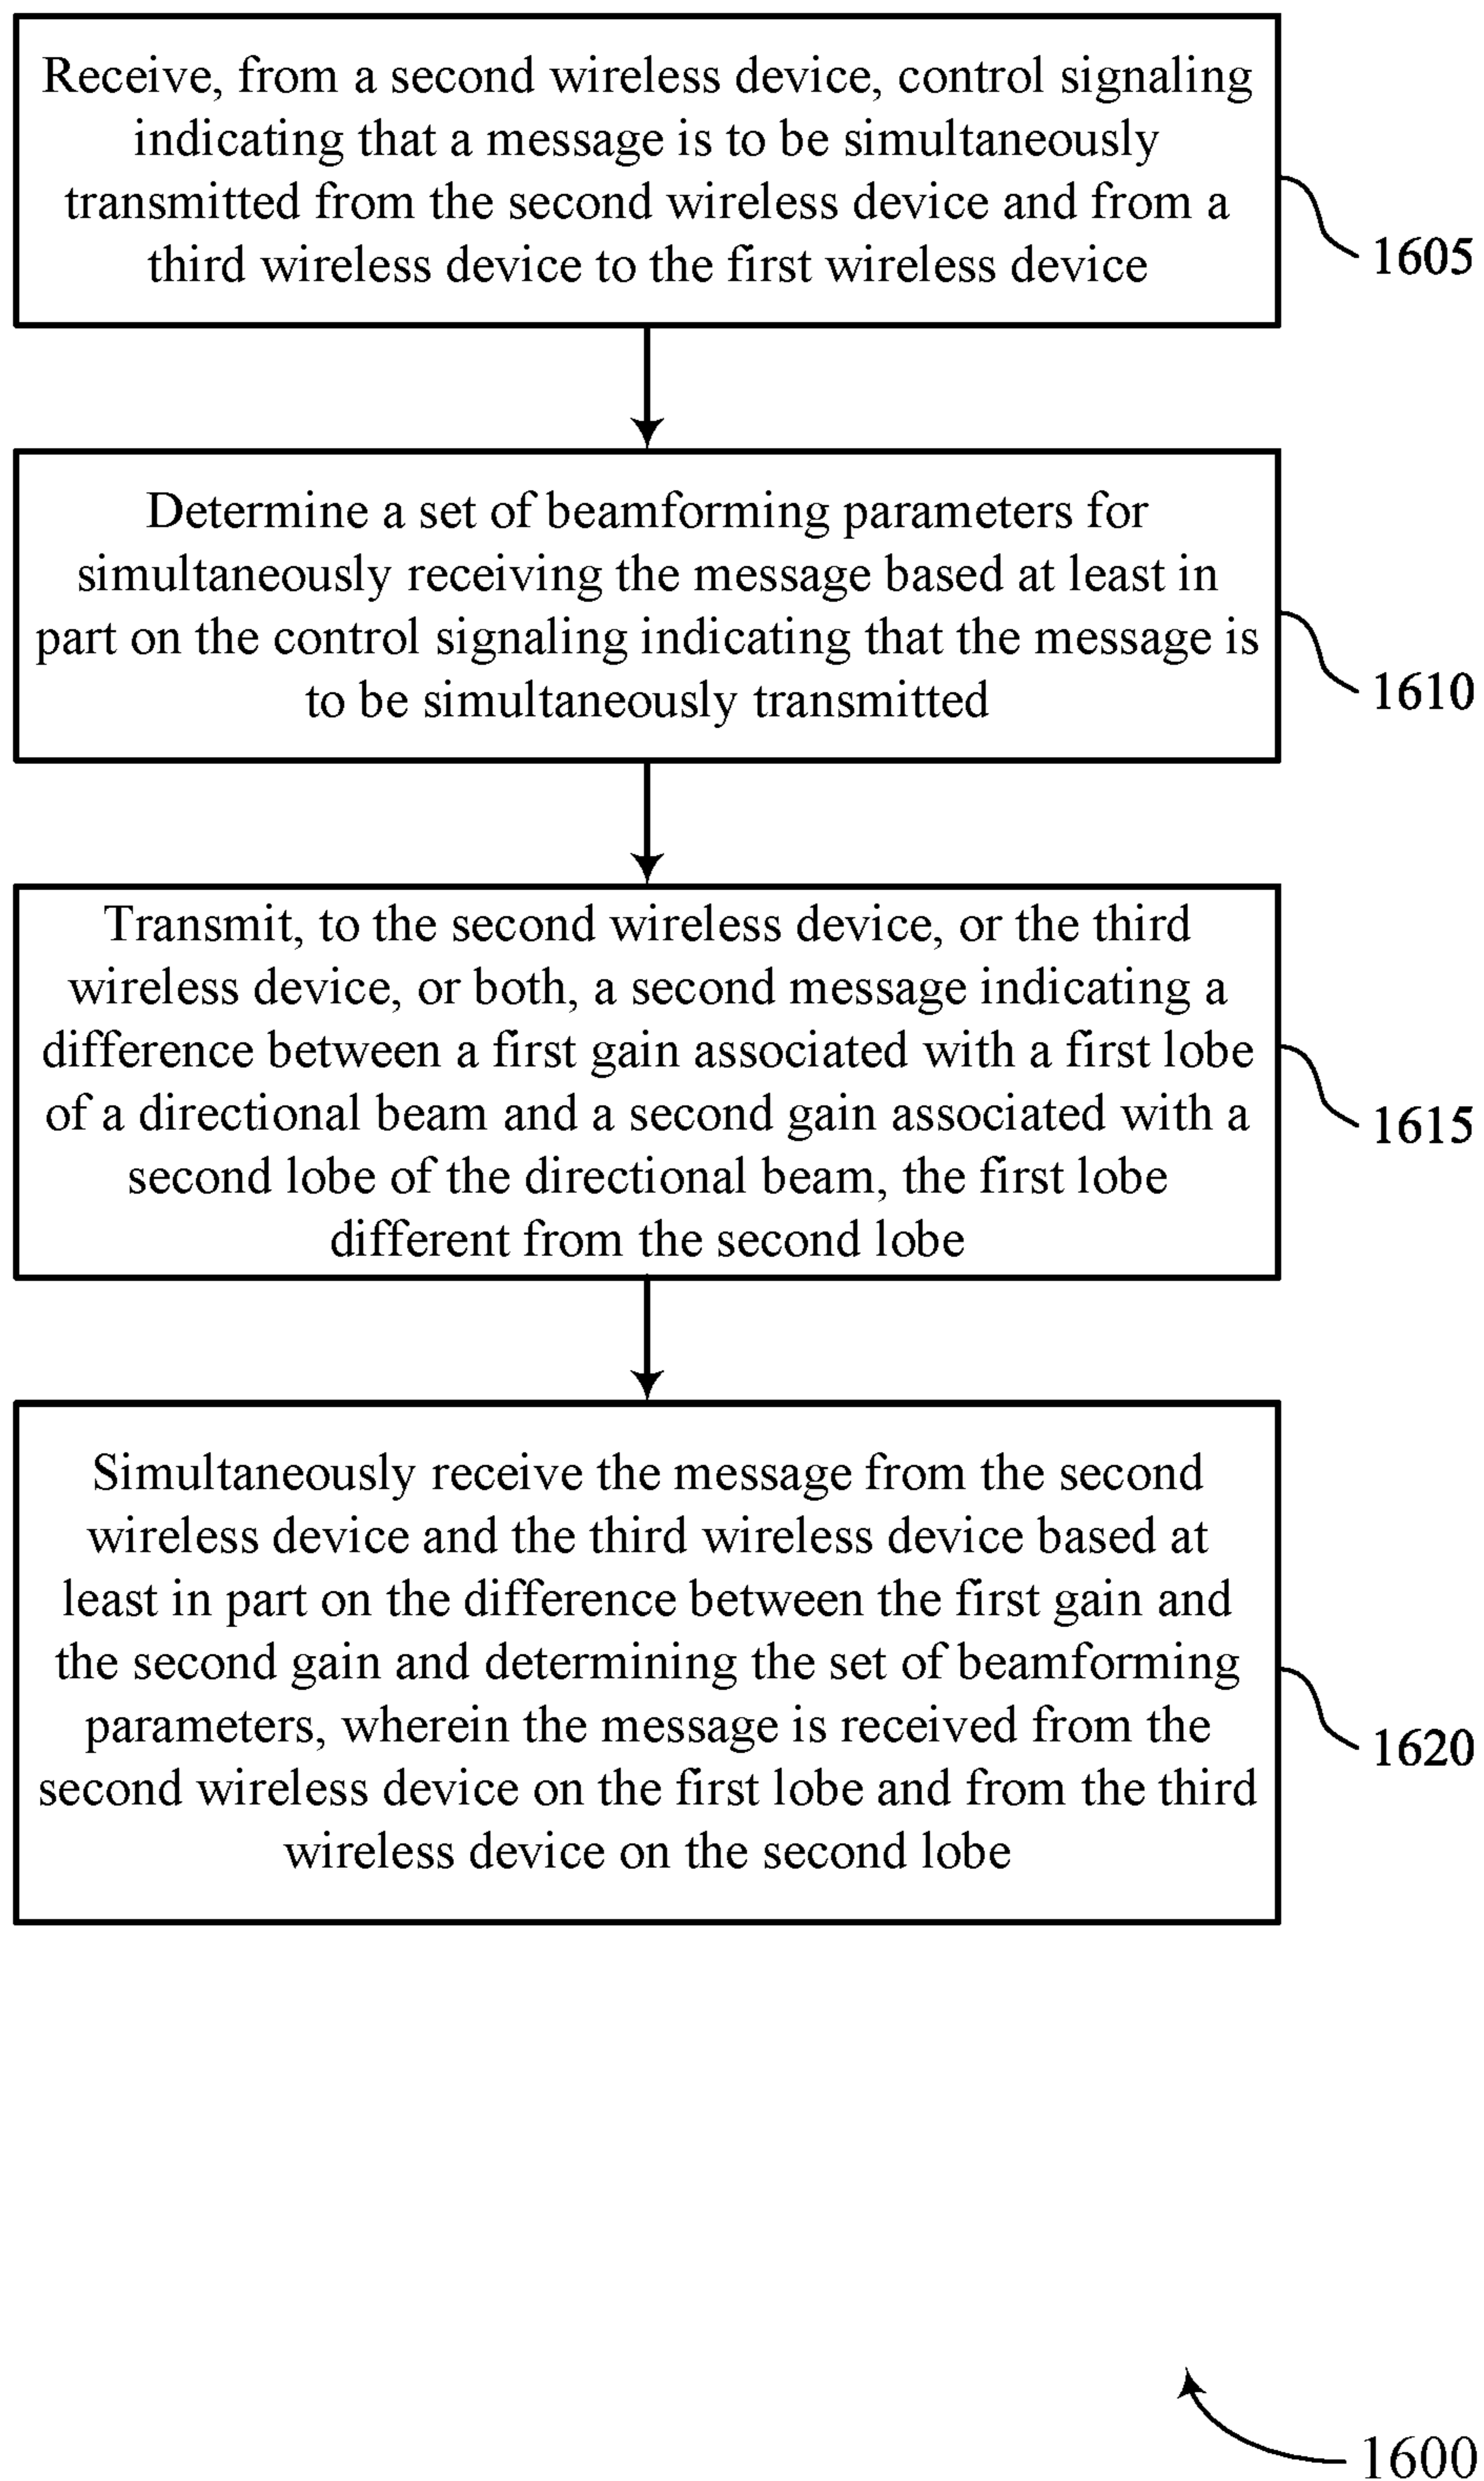 Receive, from a second wireless device, control signaling
indicating that a message is to be simultaneously
transmitted from the second wireless device and from a
third wireless device to the first wireless device
1605
Determine a set of beamforming parameters for
simultaneously receiving the message based at least in
part on the control signaling indicating that the message is
to be simultaneously transmitted
1610
Transmit, to the second wireless device, or the third
wireless device, or both, a second message indicating a
difference between a first gain associated with a first lobe
of a directional beam and a second gain associated with a
second lobe of the directional beam, the first lobe
different from the second lobe
1615
Simultaneously receive the message from the second
wireless device and the third wireless device based at
least in part on the difference between the first gain and
the second gain and determining the set of beamforming
parameters, wherein the message is received from the
second wireless device on the first lobe and from the third
wireless device on the second lobe
1620
1600